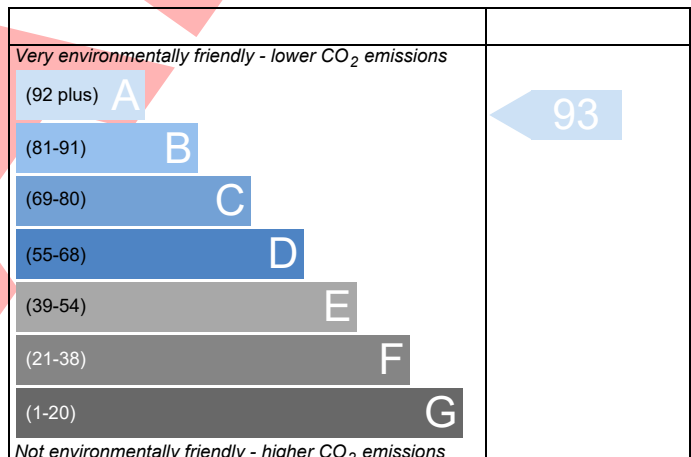 Very environmentally friendly - lower CO2 emissions
(92 plus) A
93
(81-91) B
(69-80) C
(55-68) D
(39-54) E
(21-38) F
(1-20) G
Not environmentally friendly - higher CO2 emissions